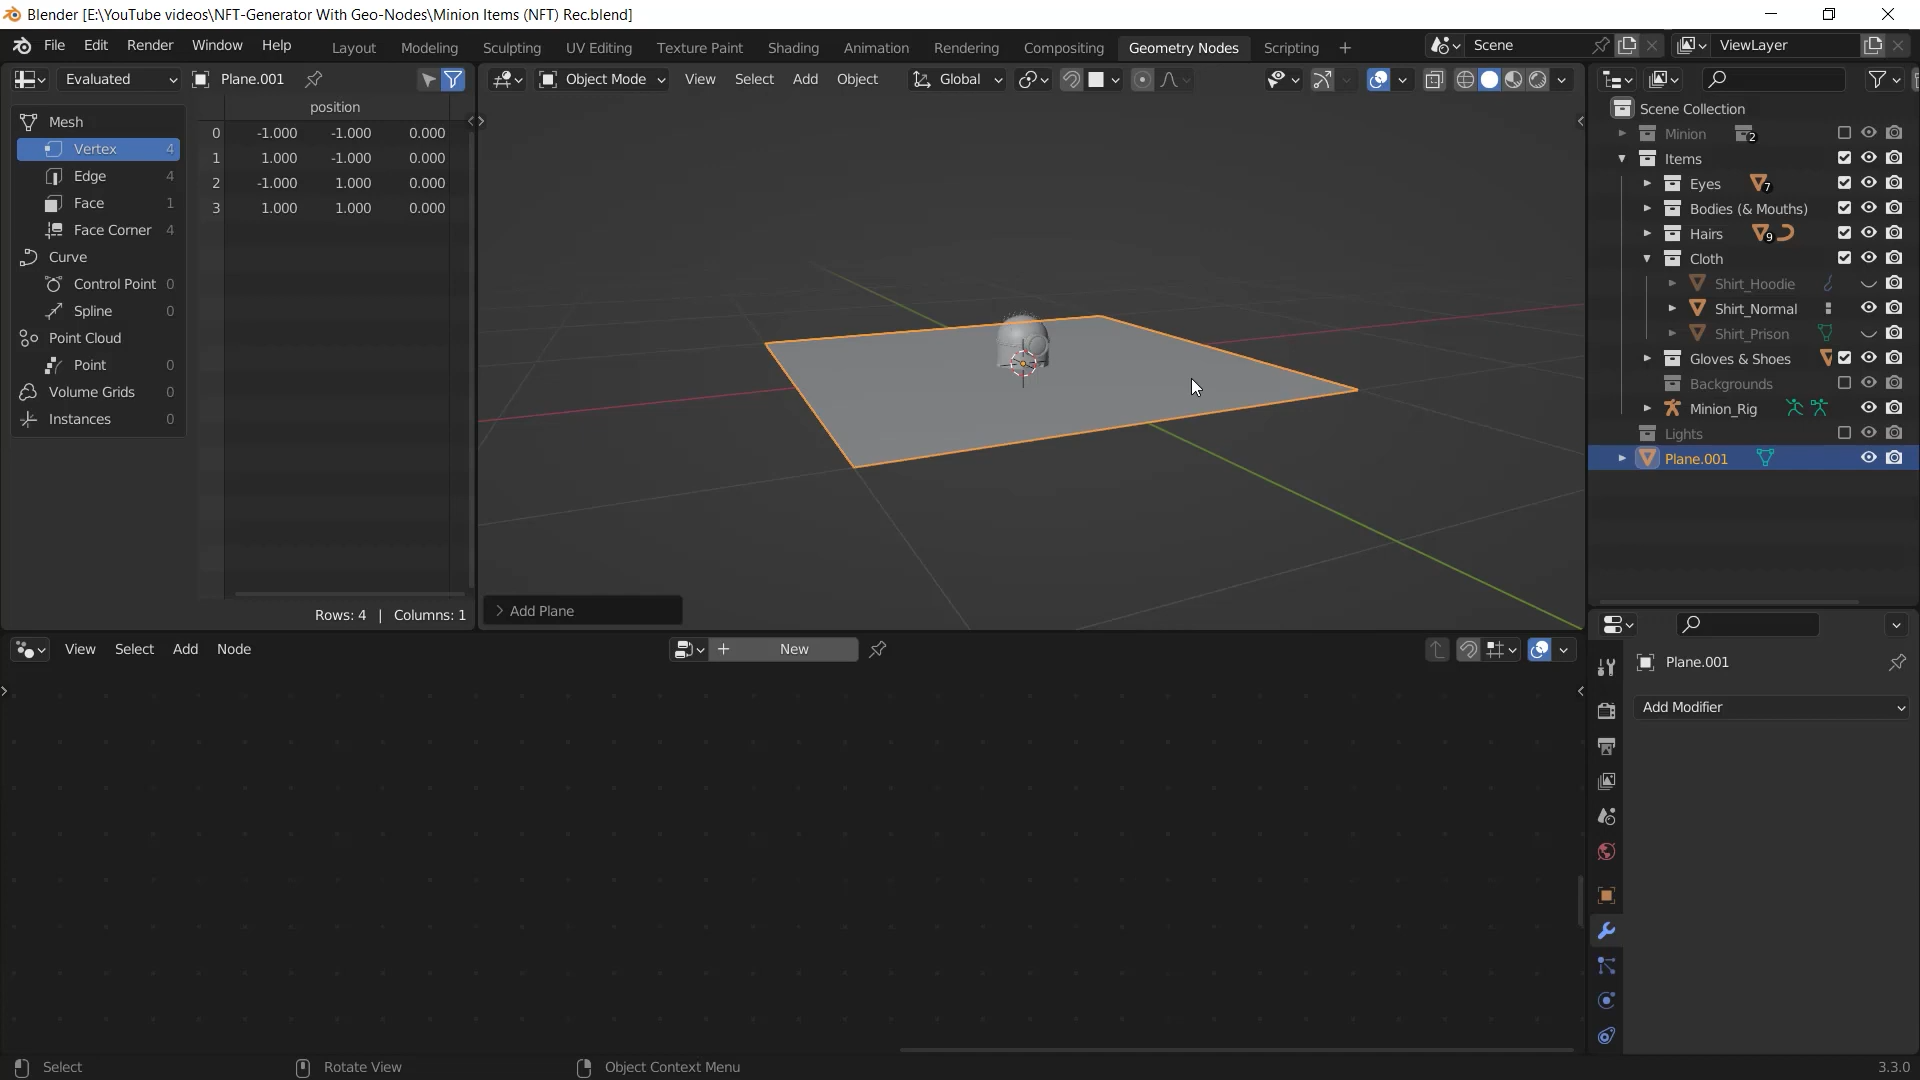 Blender [E:\YouTube videos\NFT-Generator With Geo-Nodes\Minion Items (NFT) Rec.blend]
File Edit Render Window Help Layout Modeling Sculpting UV Editing Texture Paint Shading Animation Rendering Compositing Geometry Nodes Scripting + Scene ViewLayer
Evaluated Plane.001 Object Mode View Select Add Object Global
position
Mesh
Vertex 4
Edge 4
Face 1
Face Corner 4
Curve
Control Point 0
Spline 0
Point Cloud
Point 0
Volume Grids 0
Instances 0
0 -1.000 -1.000 0.000
1 1.000 -1.000 0.000
2 -1.000 1.000 0.000
3 1.000 1.000 0.000
Rows: 4 | Columns: 1
> Add Plane
Scene Collection
Minion 2
Items
Eyes 7
Bodies (& Mouths)
Hairs 9
Cloth
Shirt_Hoodie
Shirt_Normal
Shirt_Prison
Gloves & Shoes
Backgrounds
Minion_Rig
Lights
Plane.001
View Select Add Node + New
Plane.001
Add Modifier
Select Rotate View Object Context Menu 3.3.0